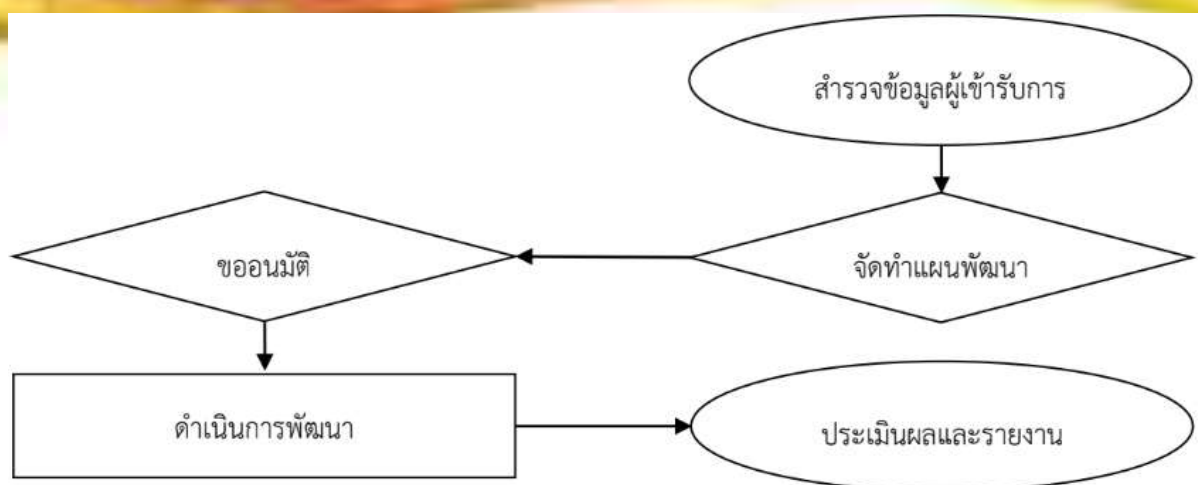 สำรวจข้อมูลผู้เข้ารับการ
จัดทำแผนพัฒนา
ขออนมัติ
ดำเนินการพัฒนา
ประเมินผลและรายงาน